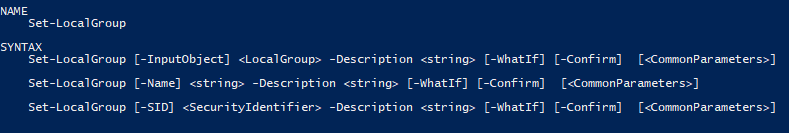 NAME
Set-LocalGroup
SYNTAX
Set-LocalGroup [-InputObject] <LocalGroup> -Description <string> [-WhatIf] [-Confirm]  [<CommonParameters>]
Set-LocalGroup [-Name] <string> -Description <string> [-WhatIf] [-Confirm]  [<CommonParameters>]
Set-LocalGroup [-SID] <SecurityIdentifier> -Description <string> [-WhatIf] [-Confirm]  [<CommonParameters>]